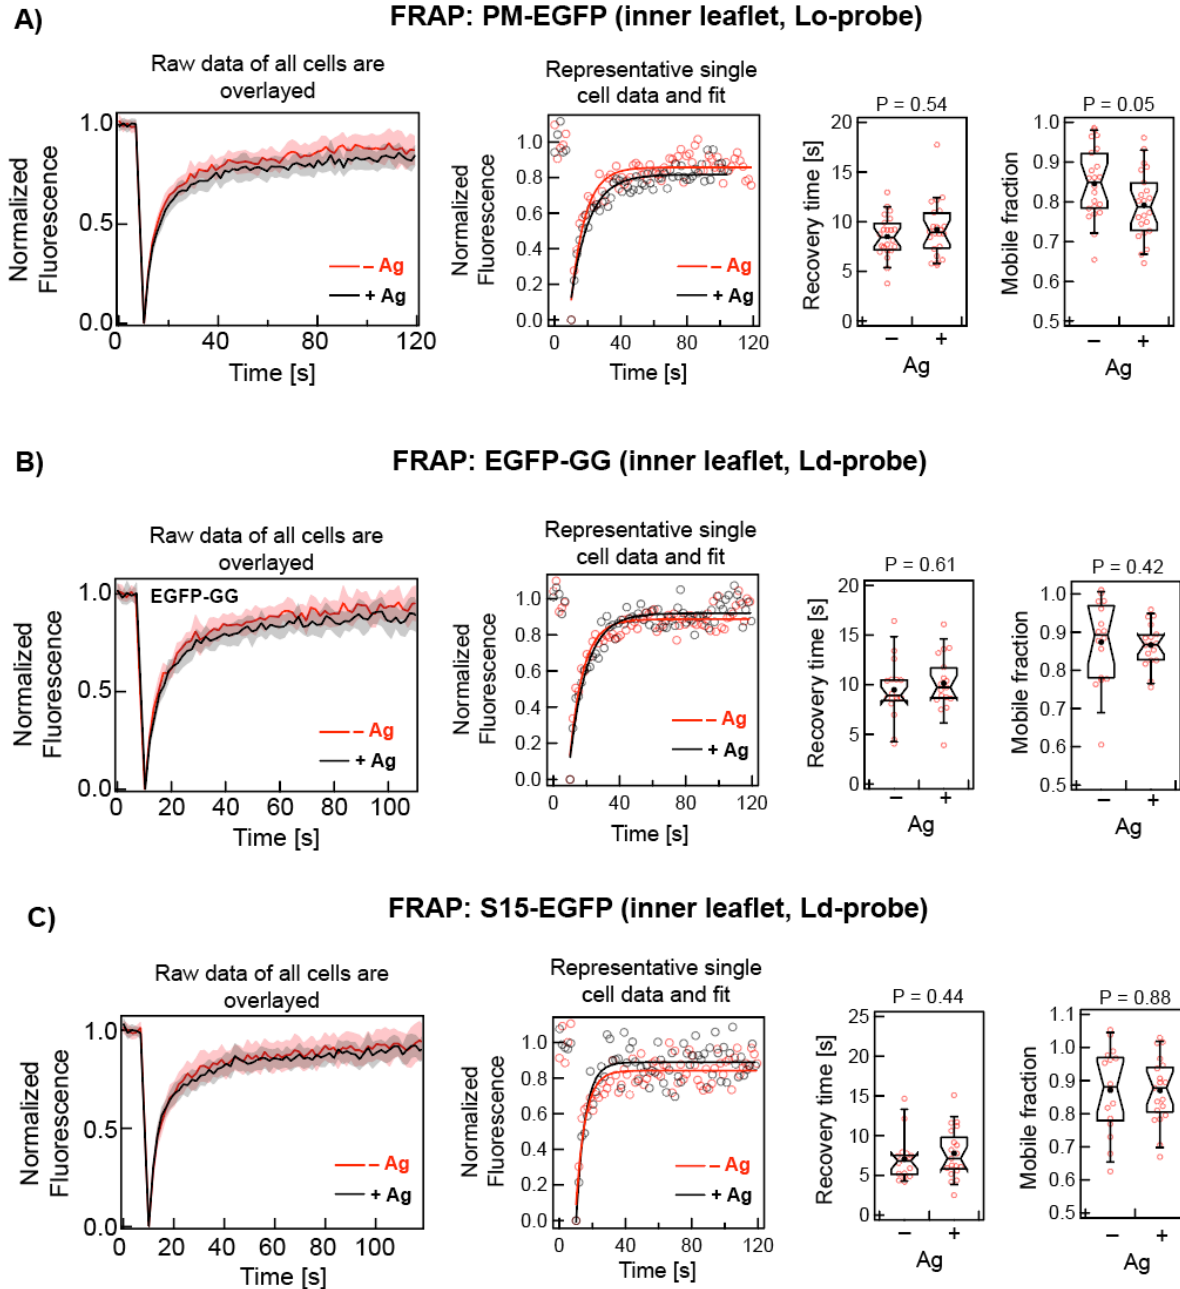 A)
FRAP: PM-EGFP (inner leaflet, Lo-probe)
Raw data of all cells are
overlayed
Normalized
Fluorescence
1.0
0.5
0.0
0
40
80
120
Time [s]
– Ag
+ Ag
Representative single
cell data and fit
Normalized
Fluorescence
1.0
0.8
0.6
0.4
0.2
0.0
0
40
80
120
Time [s]
– Ag
+ Ag
P = 0.54
Recovery time [s]
20
15
10
5
0
– +
Ag
P = 0.05
Mobile fraction
1.0
0.9
0.8
0.7
0.6
0.5
– +
Ag
B)
FRAP: EGFP-GG (inner leaflet, Ld-probe)
Raw data of all cells are
overlayed
EGFP-GG
Normalized
Fluorescence
1.0
0.5
0.0
0 20 40 60 80 100
Time [s]
– Ag
+ Ag
Representative single
cell data and fit
Normalized
Fluorescence
1.0
0.8
0.6
0.4
0.2
0.0
0 40 80 120
Time [s]
– Ag
+ Ag
P = 0.61
Recovery time [s]
20
15
10
5
0
– +
Ag
P = 0.42
Mobile fraction
1.0
0.9
0.8
0.7
0.6
0.5
– +
Ag
C)
FRAP: S15-EGFP (inner leaflet, Ld-probe)
Raw data of all cells are
overlayed
Normalized
Fluorescence
1.0
0.5
0.0
0 20 40 60 80 100
Time [s]
– Ag
+ Ag
Representative single
cell data and fit
Normalized
Fluorescence
1.0
0.8
0.6
0.4
0.2
0.0
0 40 80 120
Time [s]
– Ag
+ Ag
P = 0.44
Recovery time [s]
25
20
15
10
5
0
– +
Ag
P = 0.88
Mobile fraction
1.1
1.0
0.9
0.8
0.7
0.6
0.5
– +
Ag